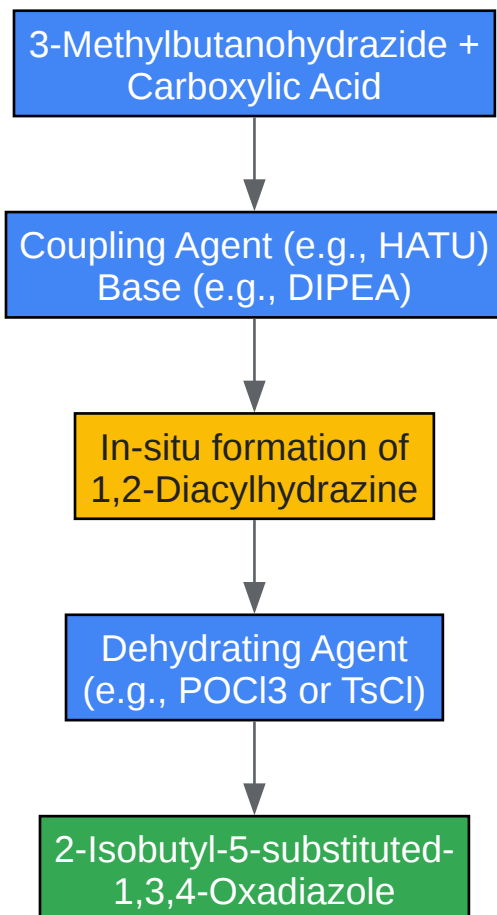 3-Methylbutanohydrazide +
Carboxylic Acid
Coupling Agent (e.g., HATU)
Base (e.g., DIPEA)
In-situ formation of
1,2-Diacylhydrazine
Dehydrating Agent
(e.g., POCl3 or TsCl)
2-Isobutyl-5-substituted-
1,3,4-Oxadiazole